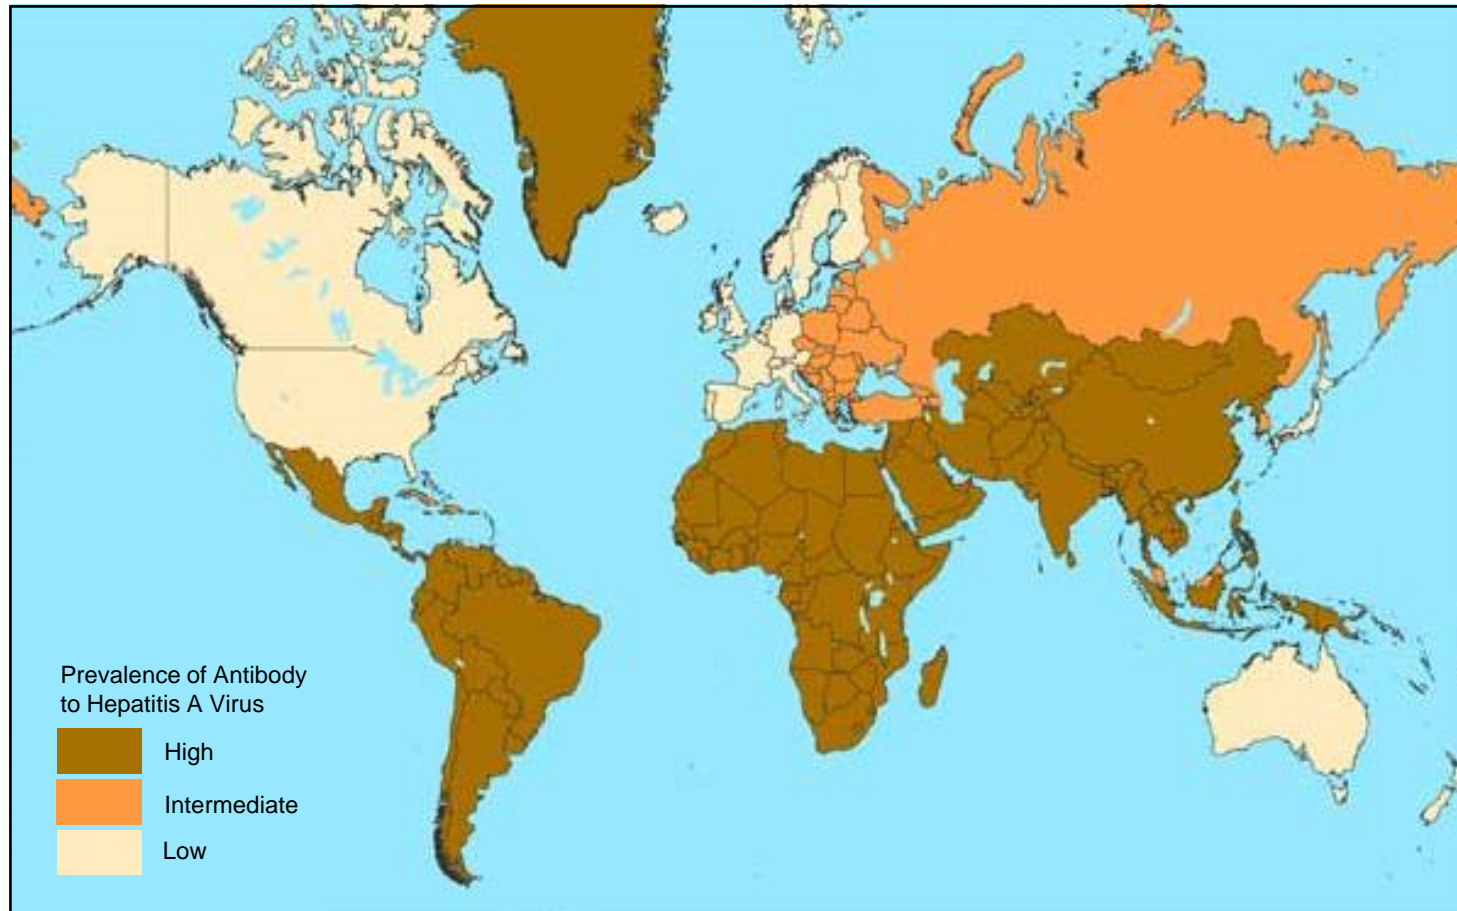 Prevalence of Antibody
to Hepatitis A Virus
High
Intermediate
Low